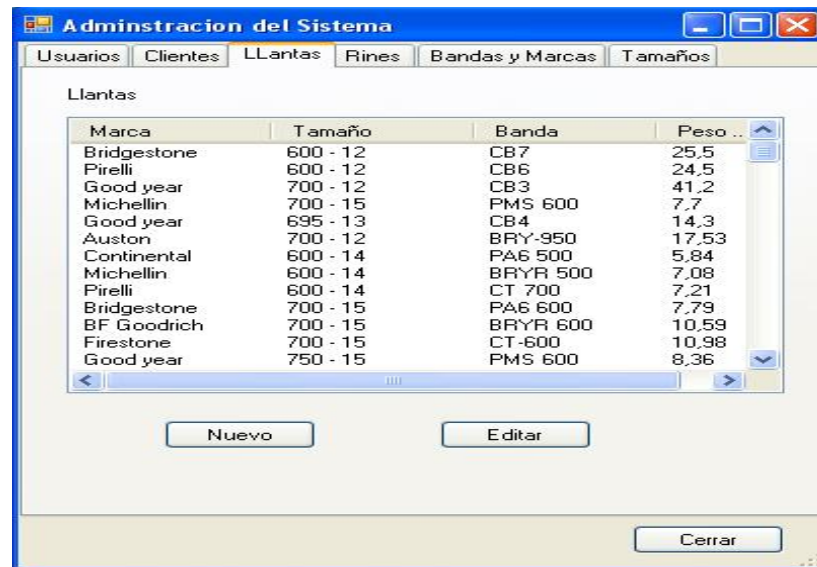 Adminstracion del Sistema
Usuarios Clientes LLantas Rines Bandas y Marcas Tamaños
Llantas
Marca Tamaño Banda Peso ..
Bridgestone 600 - 12 CB7 25,5
Pirelli 600 - 12 CB6 24,5
Good year 700 - 12 CB3 41,2
Michellin 700 - 15 PMS 600 7,7
Good year 695 - 13 CB4 14,3
Auston 700 - 12 BRY-950 17,53
Continental 600 - 14 PA6 500 5,84
Michellin 600 - 14 BRYR 500 7,08
Pirelli 600 - 14 CT 700 7,21
Bridgestone 700 - 15 PA6 600 7,79
BF Goodrich 700 - 15 BRYR 600 10,59
Firestone 700 - 15 CT-600 10,98
Good year 750 - 15 PMS 600 8,36
Nuevo Editar
Cerrar